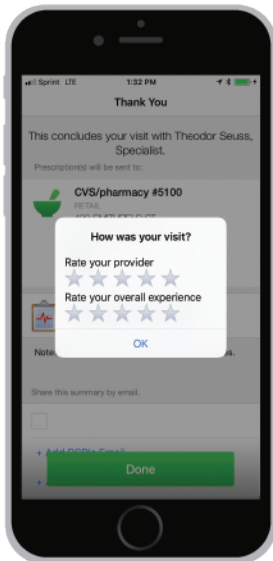 Sprint LTE 1:32 PM
Thank You
This concludes your visit with Theodor Seuss,
Specialist.
Prescription(s) will be sent to:
CVS/pharmacy #5100
RETAIL
How was your visit?
Rate your provider
Rate your overall experience
OK
Note
Share this summary by email.
+ Add
Done
+